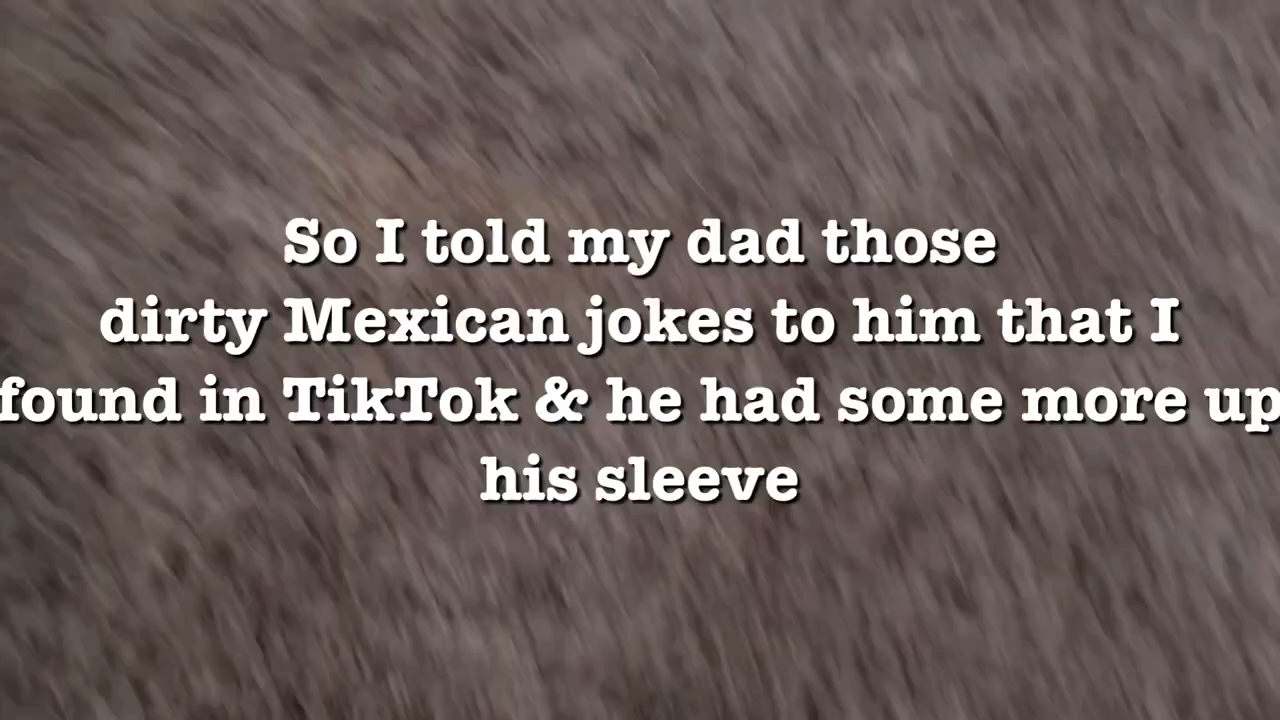 So I told my dad those
dirty Mexican jokes to him that I
found in TikTok & he had some more up
his sleeve